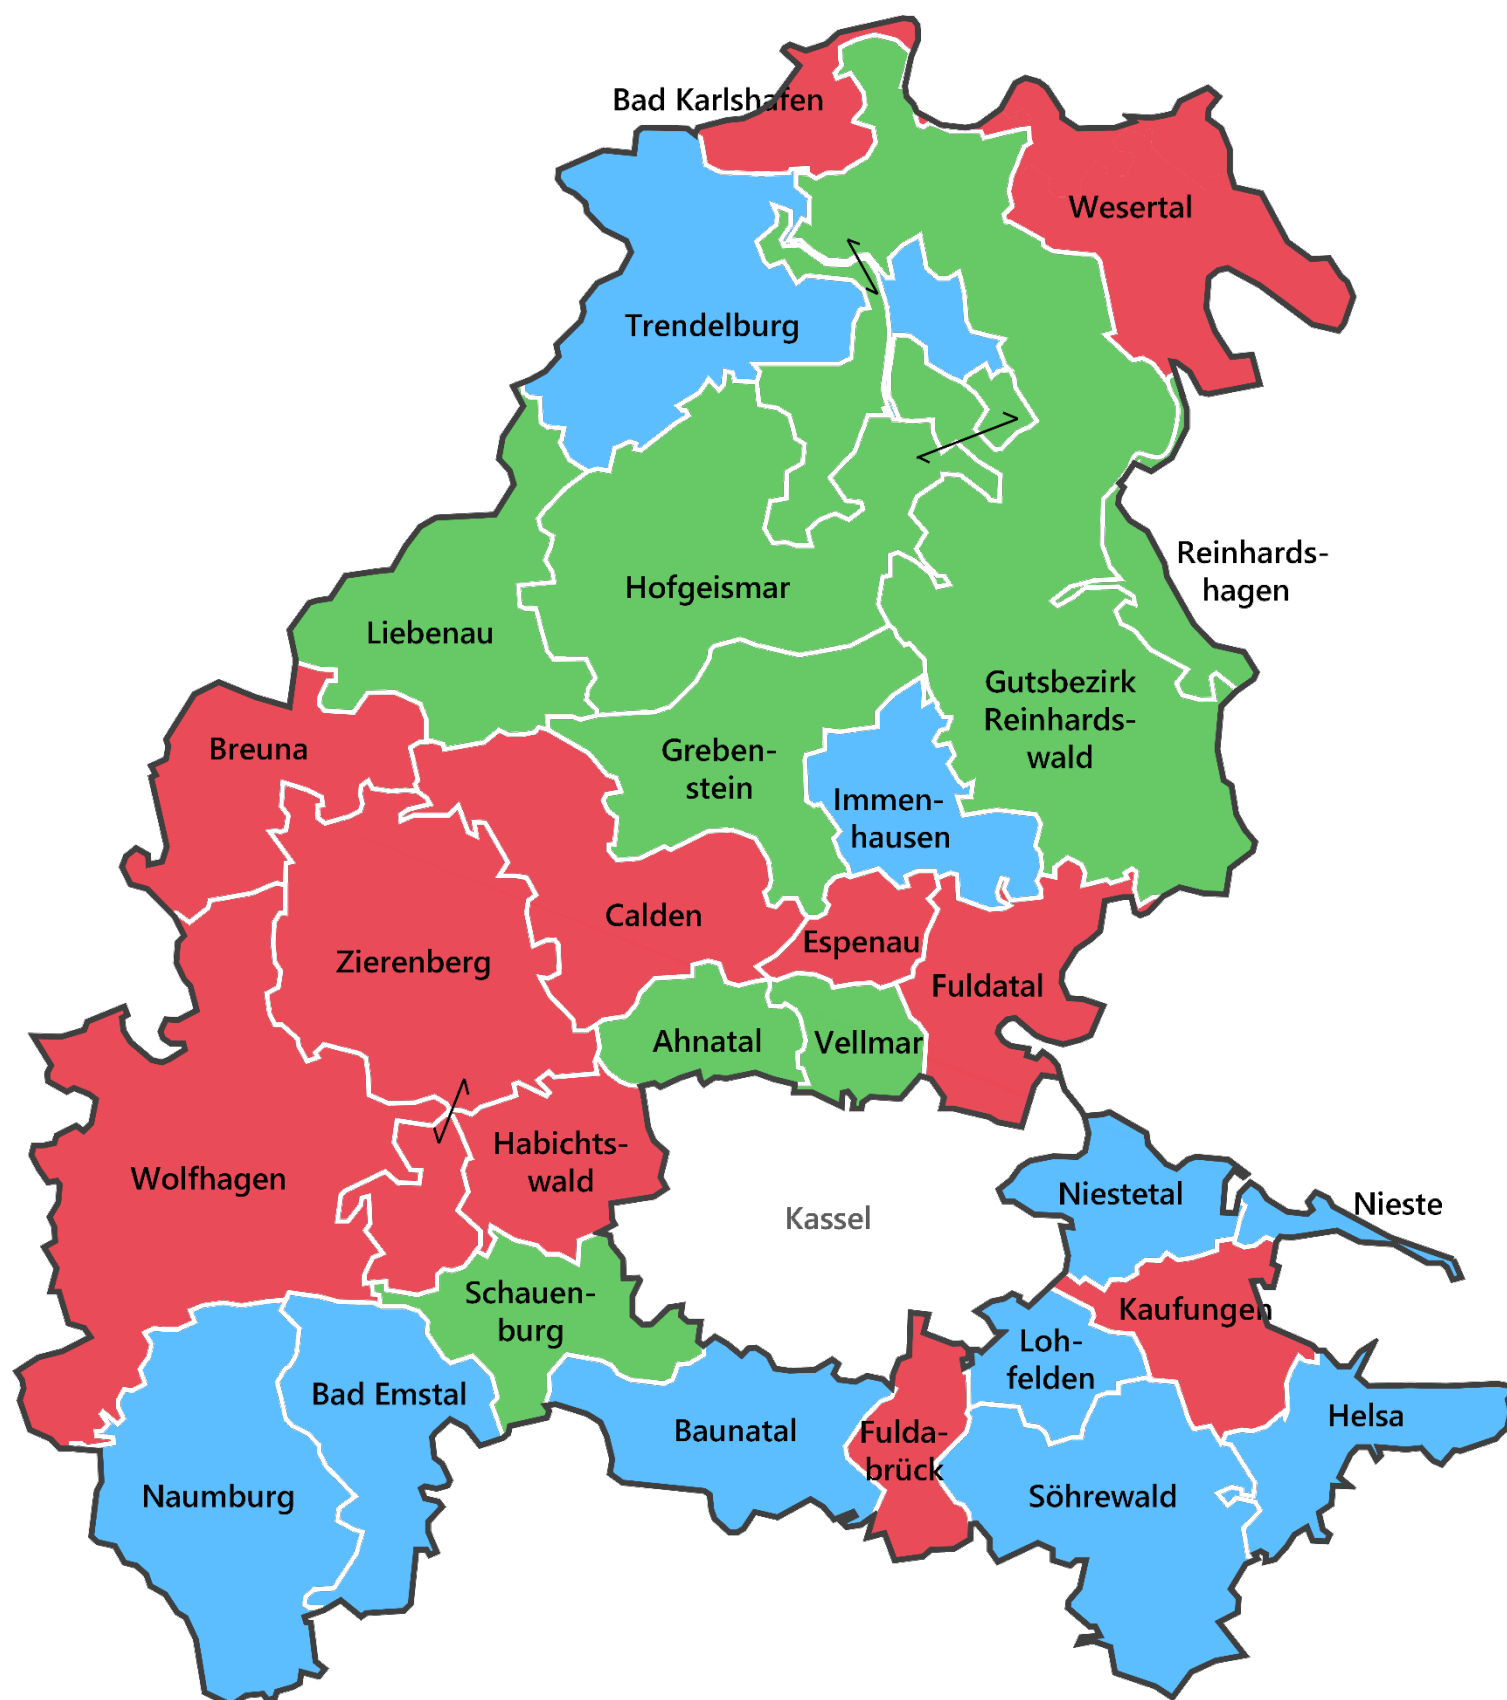 Bad Karlshafen
Wesertal
Trendelburg
Reinhards-
hagen
Hofgeismar
Liebenau
Gutsbezirk
Reinhards-
wald
Breuna
Greben-
stein
Immen-
hausen
Calden
Espenau
Zierenberg
Fuldatal
Ahnatal
Vellmar
Habichts-
wald
Wolfhagen
Niestetal
Nieste
Kassel
Schauen-
burg
Kaufungen
Loh-
felden
Bad Emstal
Helsa
Baunatal
Fulda-
brück
Naumburg
Söhrewald